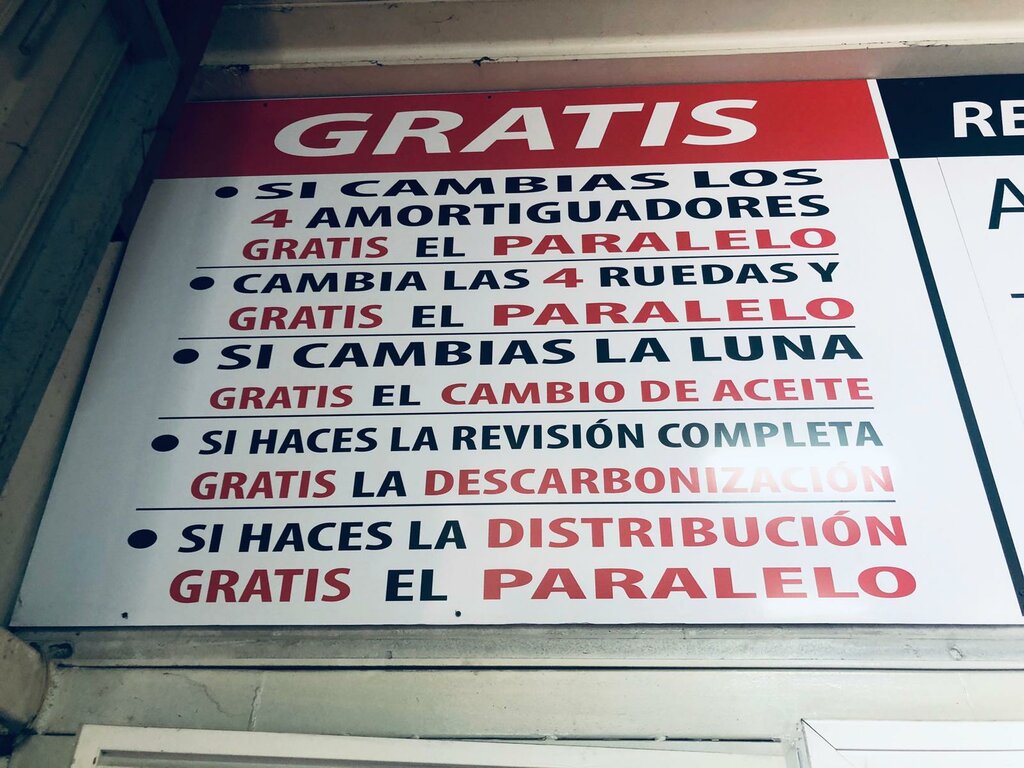 GRATIS
• SI CAMBIAS LOS
4 AMORTIGUADORES
GRATIS EL PARALELO
• CAMBIA LAS 4 RUEDAS Y
GRATIS EL PARALELO
• SI CAMBIAS LA LUNA
GRATIS EL CAMBIO DE ACEITE
• SI HACES LA REVISIÓN COMPLETA
GRATIS LA DESCARBONIZACIÓN
• SI HACES LA DISTRIBUCIÓN
GRATIS EL PARALELO